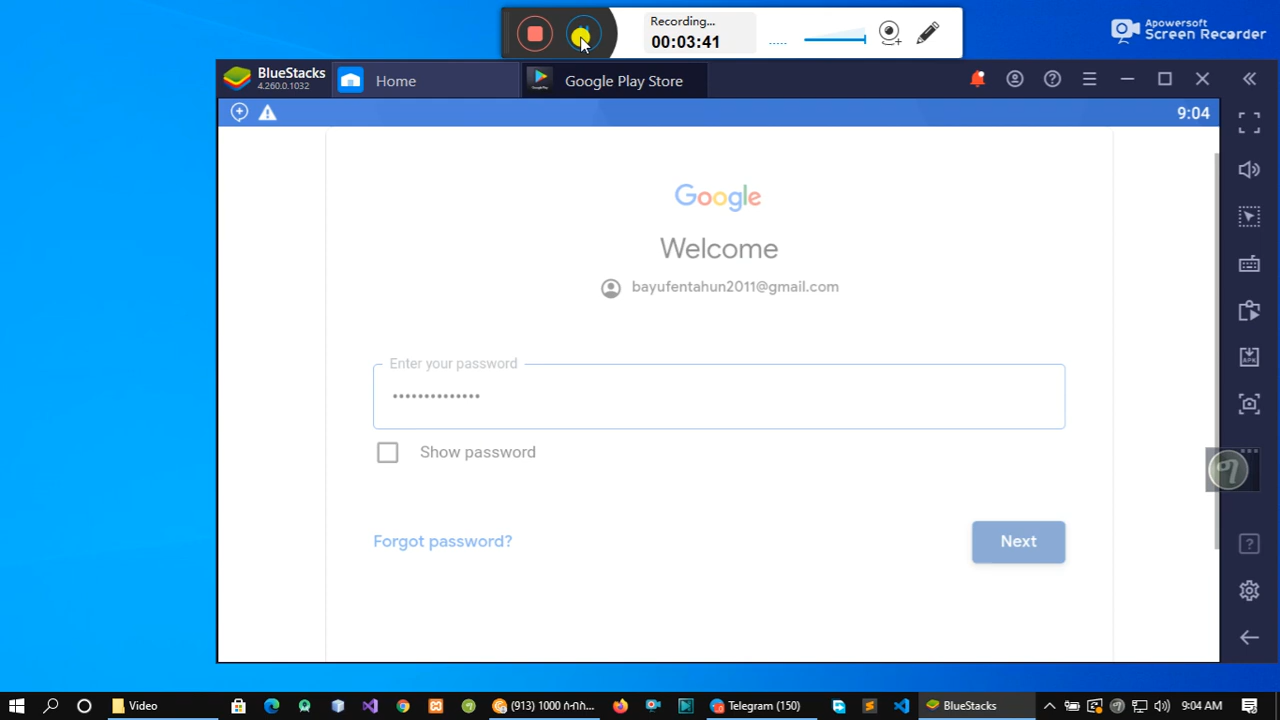 Recording...
00:03:41
Apowersoft
Screen Recorder
BlueStacks
4.260.0.1032
Home
Google Play Store
9:04
Google
Welcome
bayufentahun2011@gmail.com
Enter your password
••••••••••••••
Show password
Forgot password?
Next
Video
(913) 1000 ሰብስ...
Telegram (150)
BlueStacks
9:04 AM